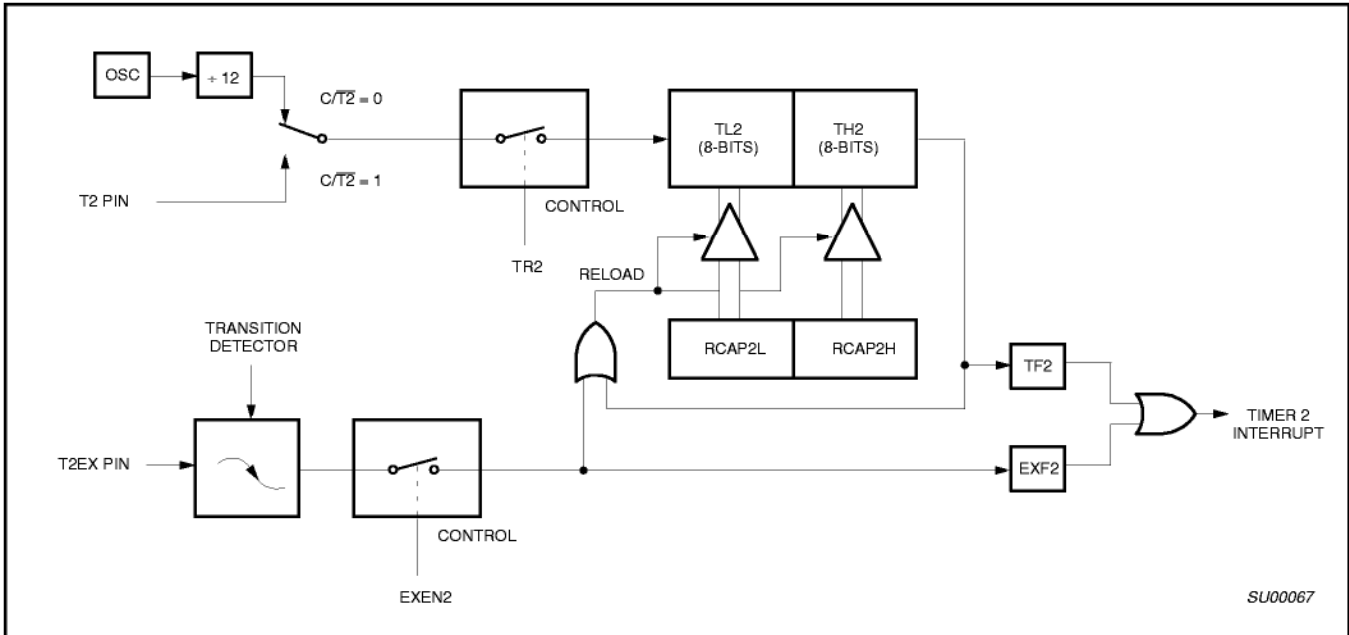 OSC
÷ 12
C/T2̅ = 0
C/T2̅ = 1
T2 PIN
CONTROL
TR2
TL2
(8-BITS)
TH2
(8-BITS)
RELOAD
RCAP2L
RCAP2H
TRANSITION
DETECTOR
T2EX PIN
CONTROL
EXEN2
TF2
EXF2
TIMER 2
INTERRUPT
SU00067